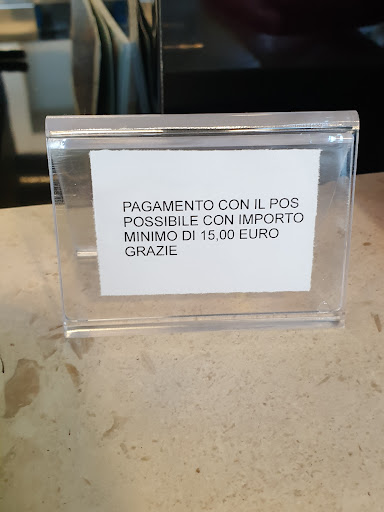 PAGAMENTO CON IL POS
POSSIBILE CON IMPORTO
MINIMO DI 15,00 EURO
GRAZIE